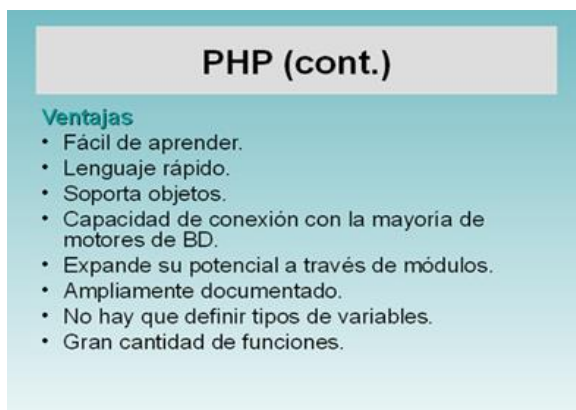 PHP (cont.)
Ventajas
• Fácil de aprender.
• Lenguaje rápido.
• Soporta objetos.
• Capacidad de conexión con la mayoría de
motores de BD.
• Expande su potencial a través de módulos.
• Ampliamente documentado.
• No hay que definir tipos de variables.
• Gran cantidad de funciones.